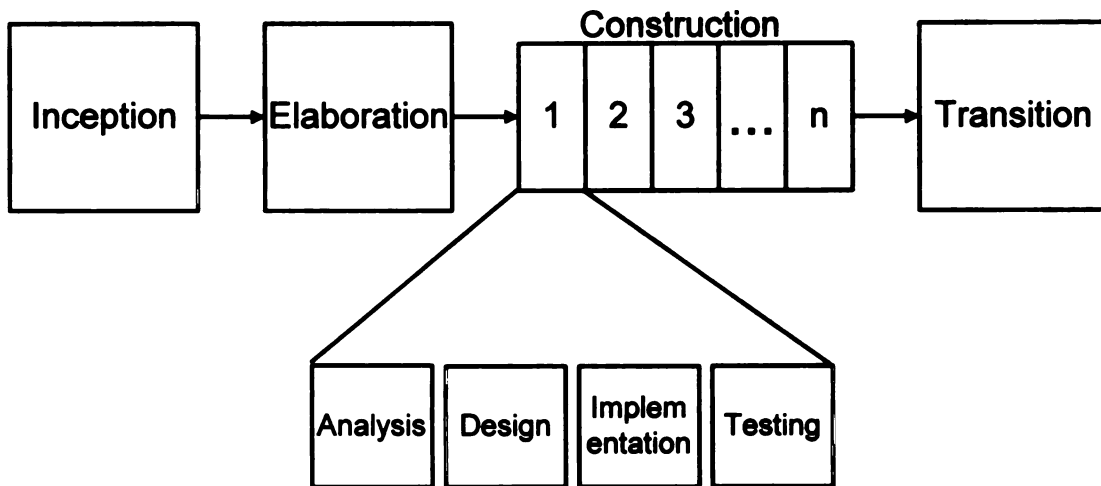 Construction
Inception
Elaboration
1
2
3
...
n
Transition
Analysis
Design
Implem
entation
Testing